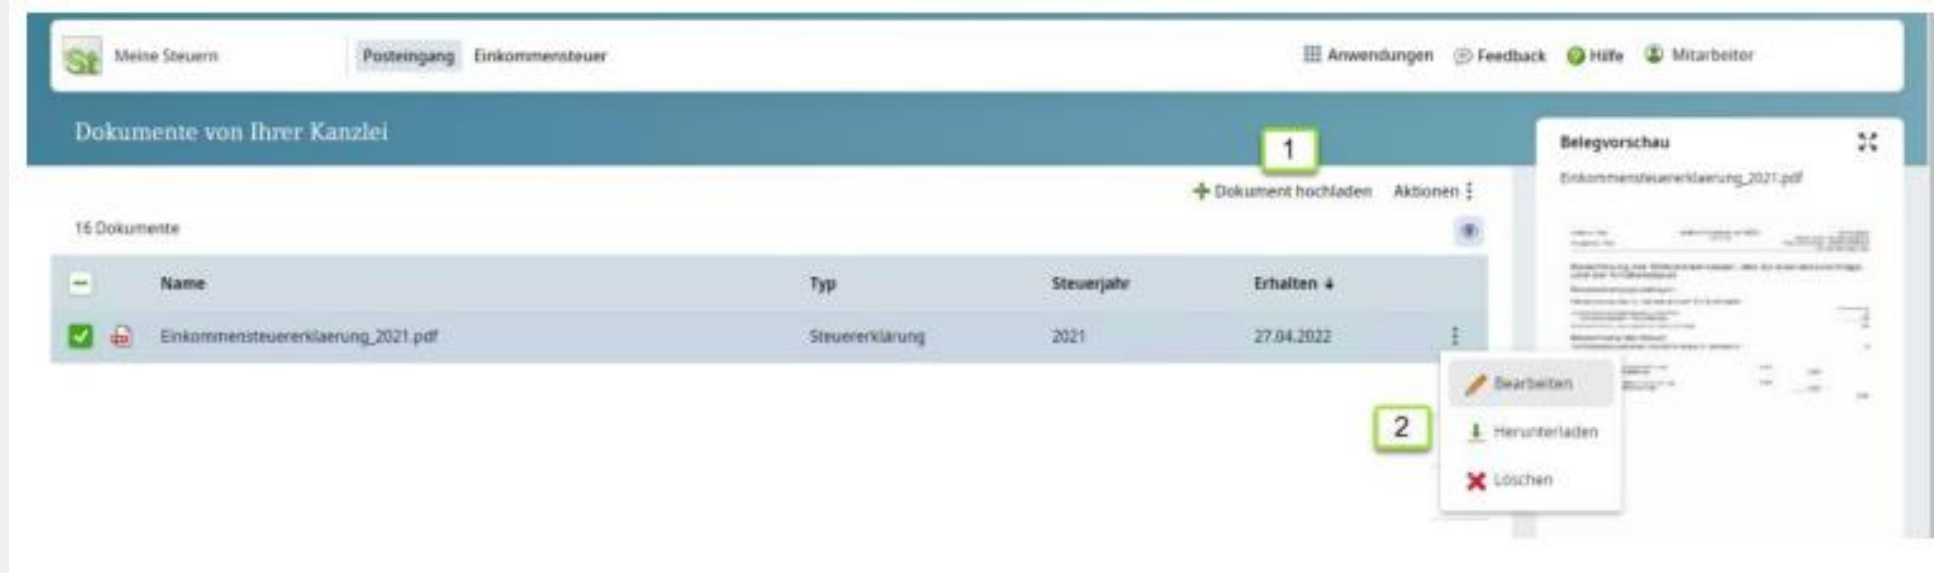 St Meine Steuern Posteingang Einkommensteuer Anwendungen Feedback Hilfe Mitarbeiter
Dokumente von Ihrer Kanzlei
1
Belegvorschau
Einkommensteuererklaerung_2021.pdf
Dokument hochladen Aktionen
16 Dokumente
Name Typ Steuerjahr Erhalten
Einkommensteuererklaerung_2021.pdf Steuererklärung 2021 27.04.2022
Bearbeiten
2
Herunterladen
Löschen